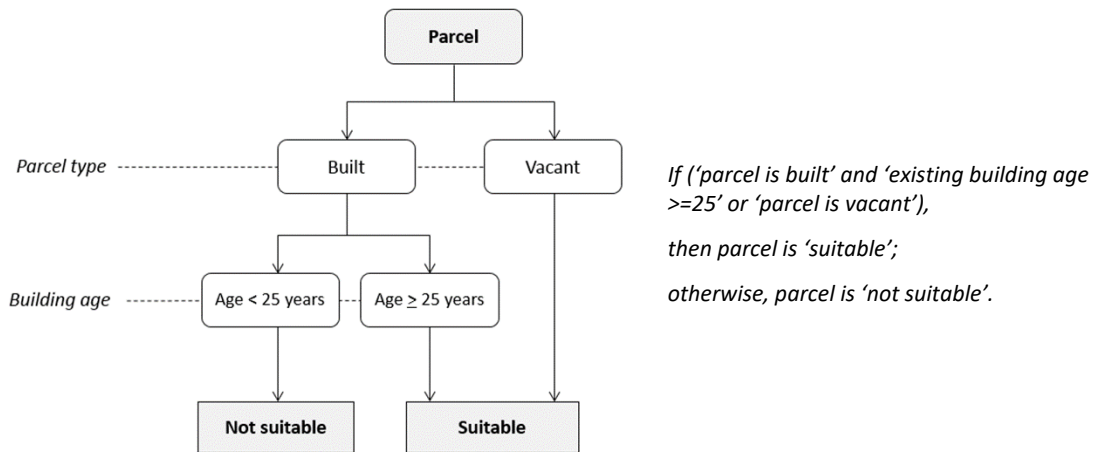 Parcel
Parcel type
Built
Vacant
Building age
Age < 25 years
Age ≥ 25 years
Not suitable
Suitable
If (‘parcel is built’ and ‘existing building age
>=25’ or ‘parcel is vacant’),
then parcel is ‘suitable’;
otherwise, parcel is ‘not suitable’.